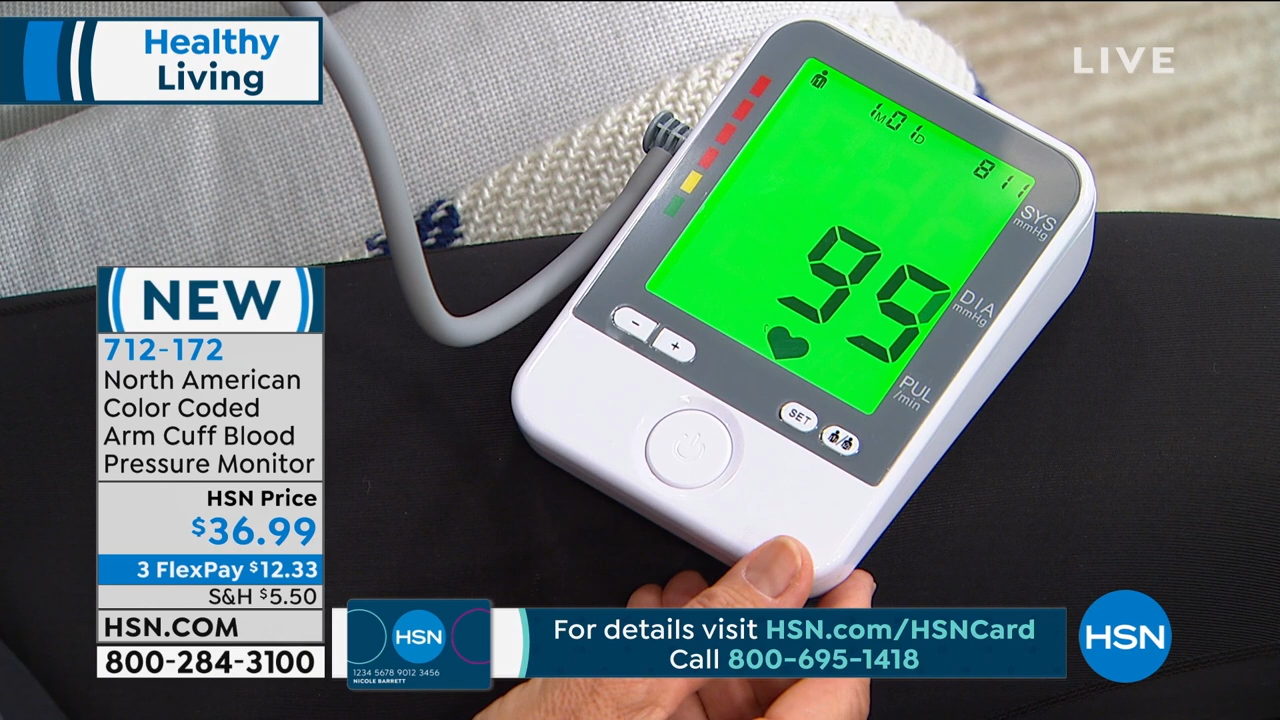 Healthy
Living
LIVE
1M01D
SYS
mmHg
DIA
mmHg
PUL
/min
99
-
+
SET
NEW
712-172
North American
Color Coded
Arm Cuff Blood
Pressure Monitor
HSN Price
$36.99
3 FlexPay $12.33
S&H $5.50
HSN.COM
800-284-3100
HSN
1234 5678 9012 3456
NICOLE BARRETT
For details visit HSN.com/HSNCard
Call 800-695-1418
HSN